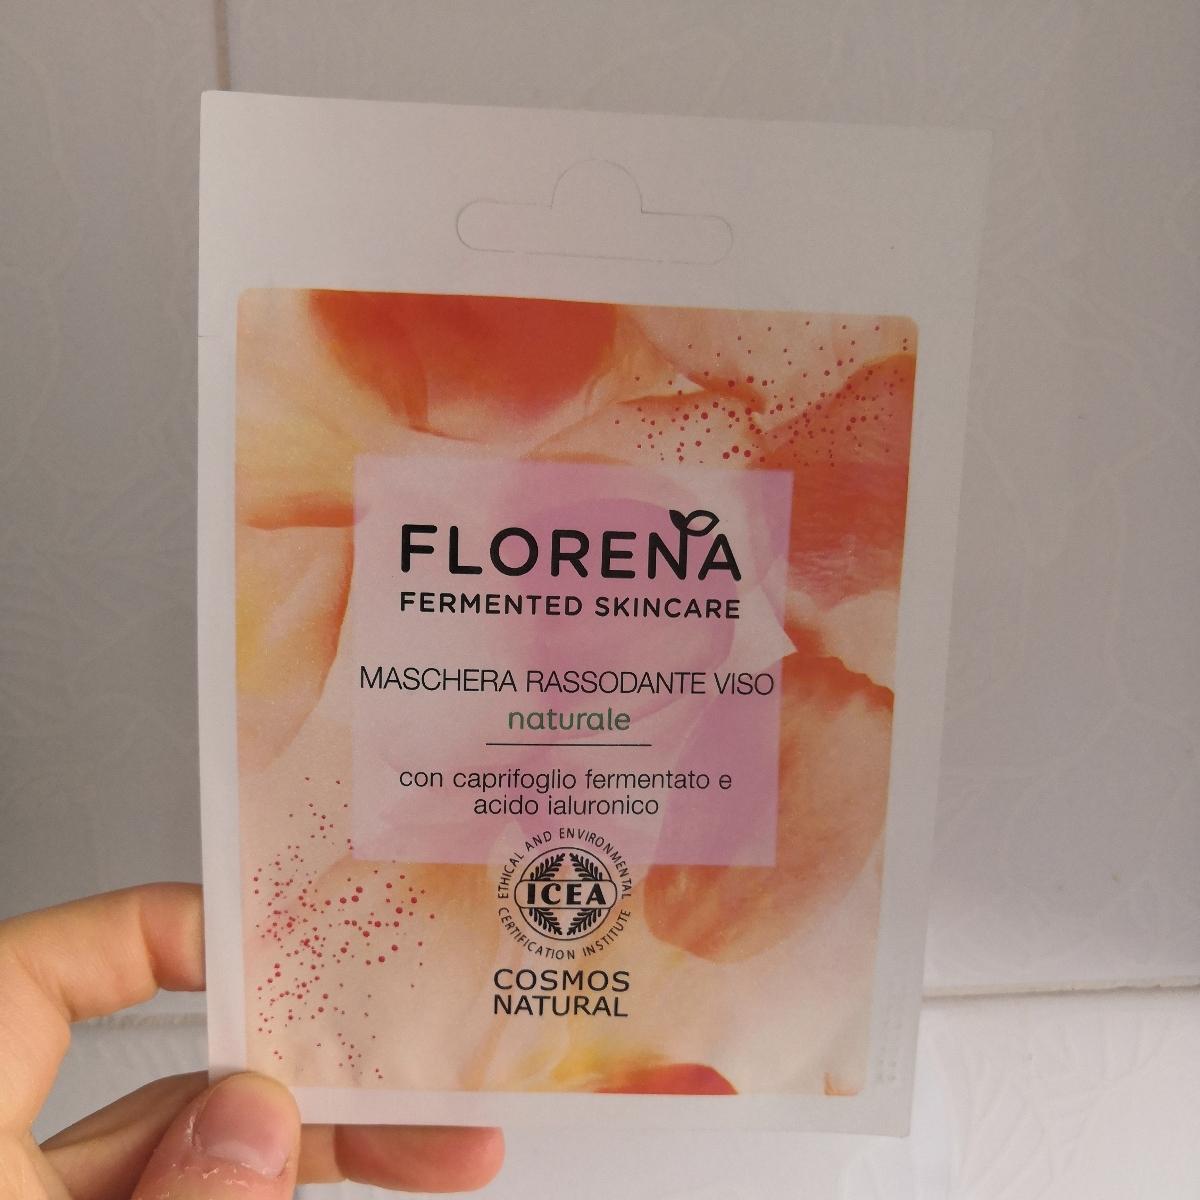 FLORENA
FERMENTED SKINCARE
MASCHERA RASSODANTE VISO
naturale
con caprifoglio fermentato e
acido ialuronico
ETHICAL AND ENVIRONMENTAL
ICEA
CERTIFICATION INSTITUTE
COSMOS
NATURAL